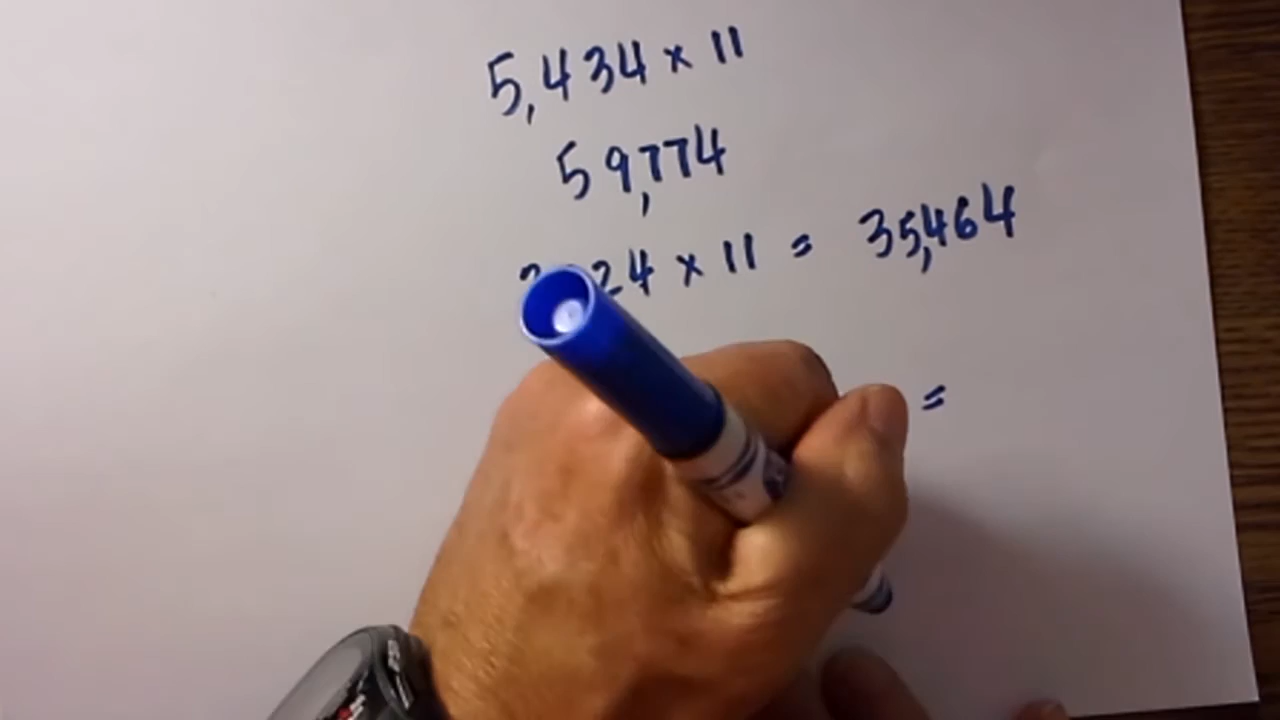 5,434 x 11
59,774
24 x 11 = 35,464
=